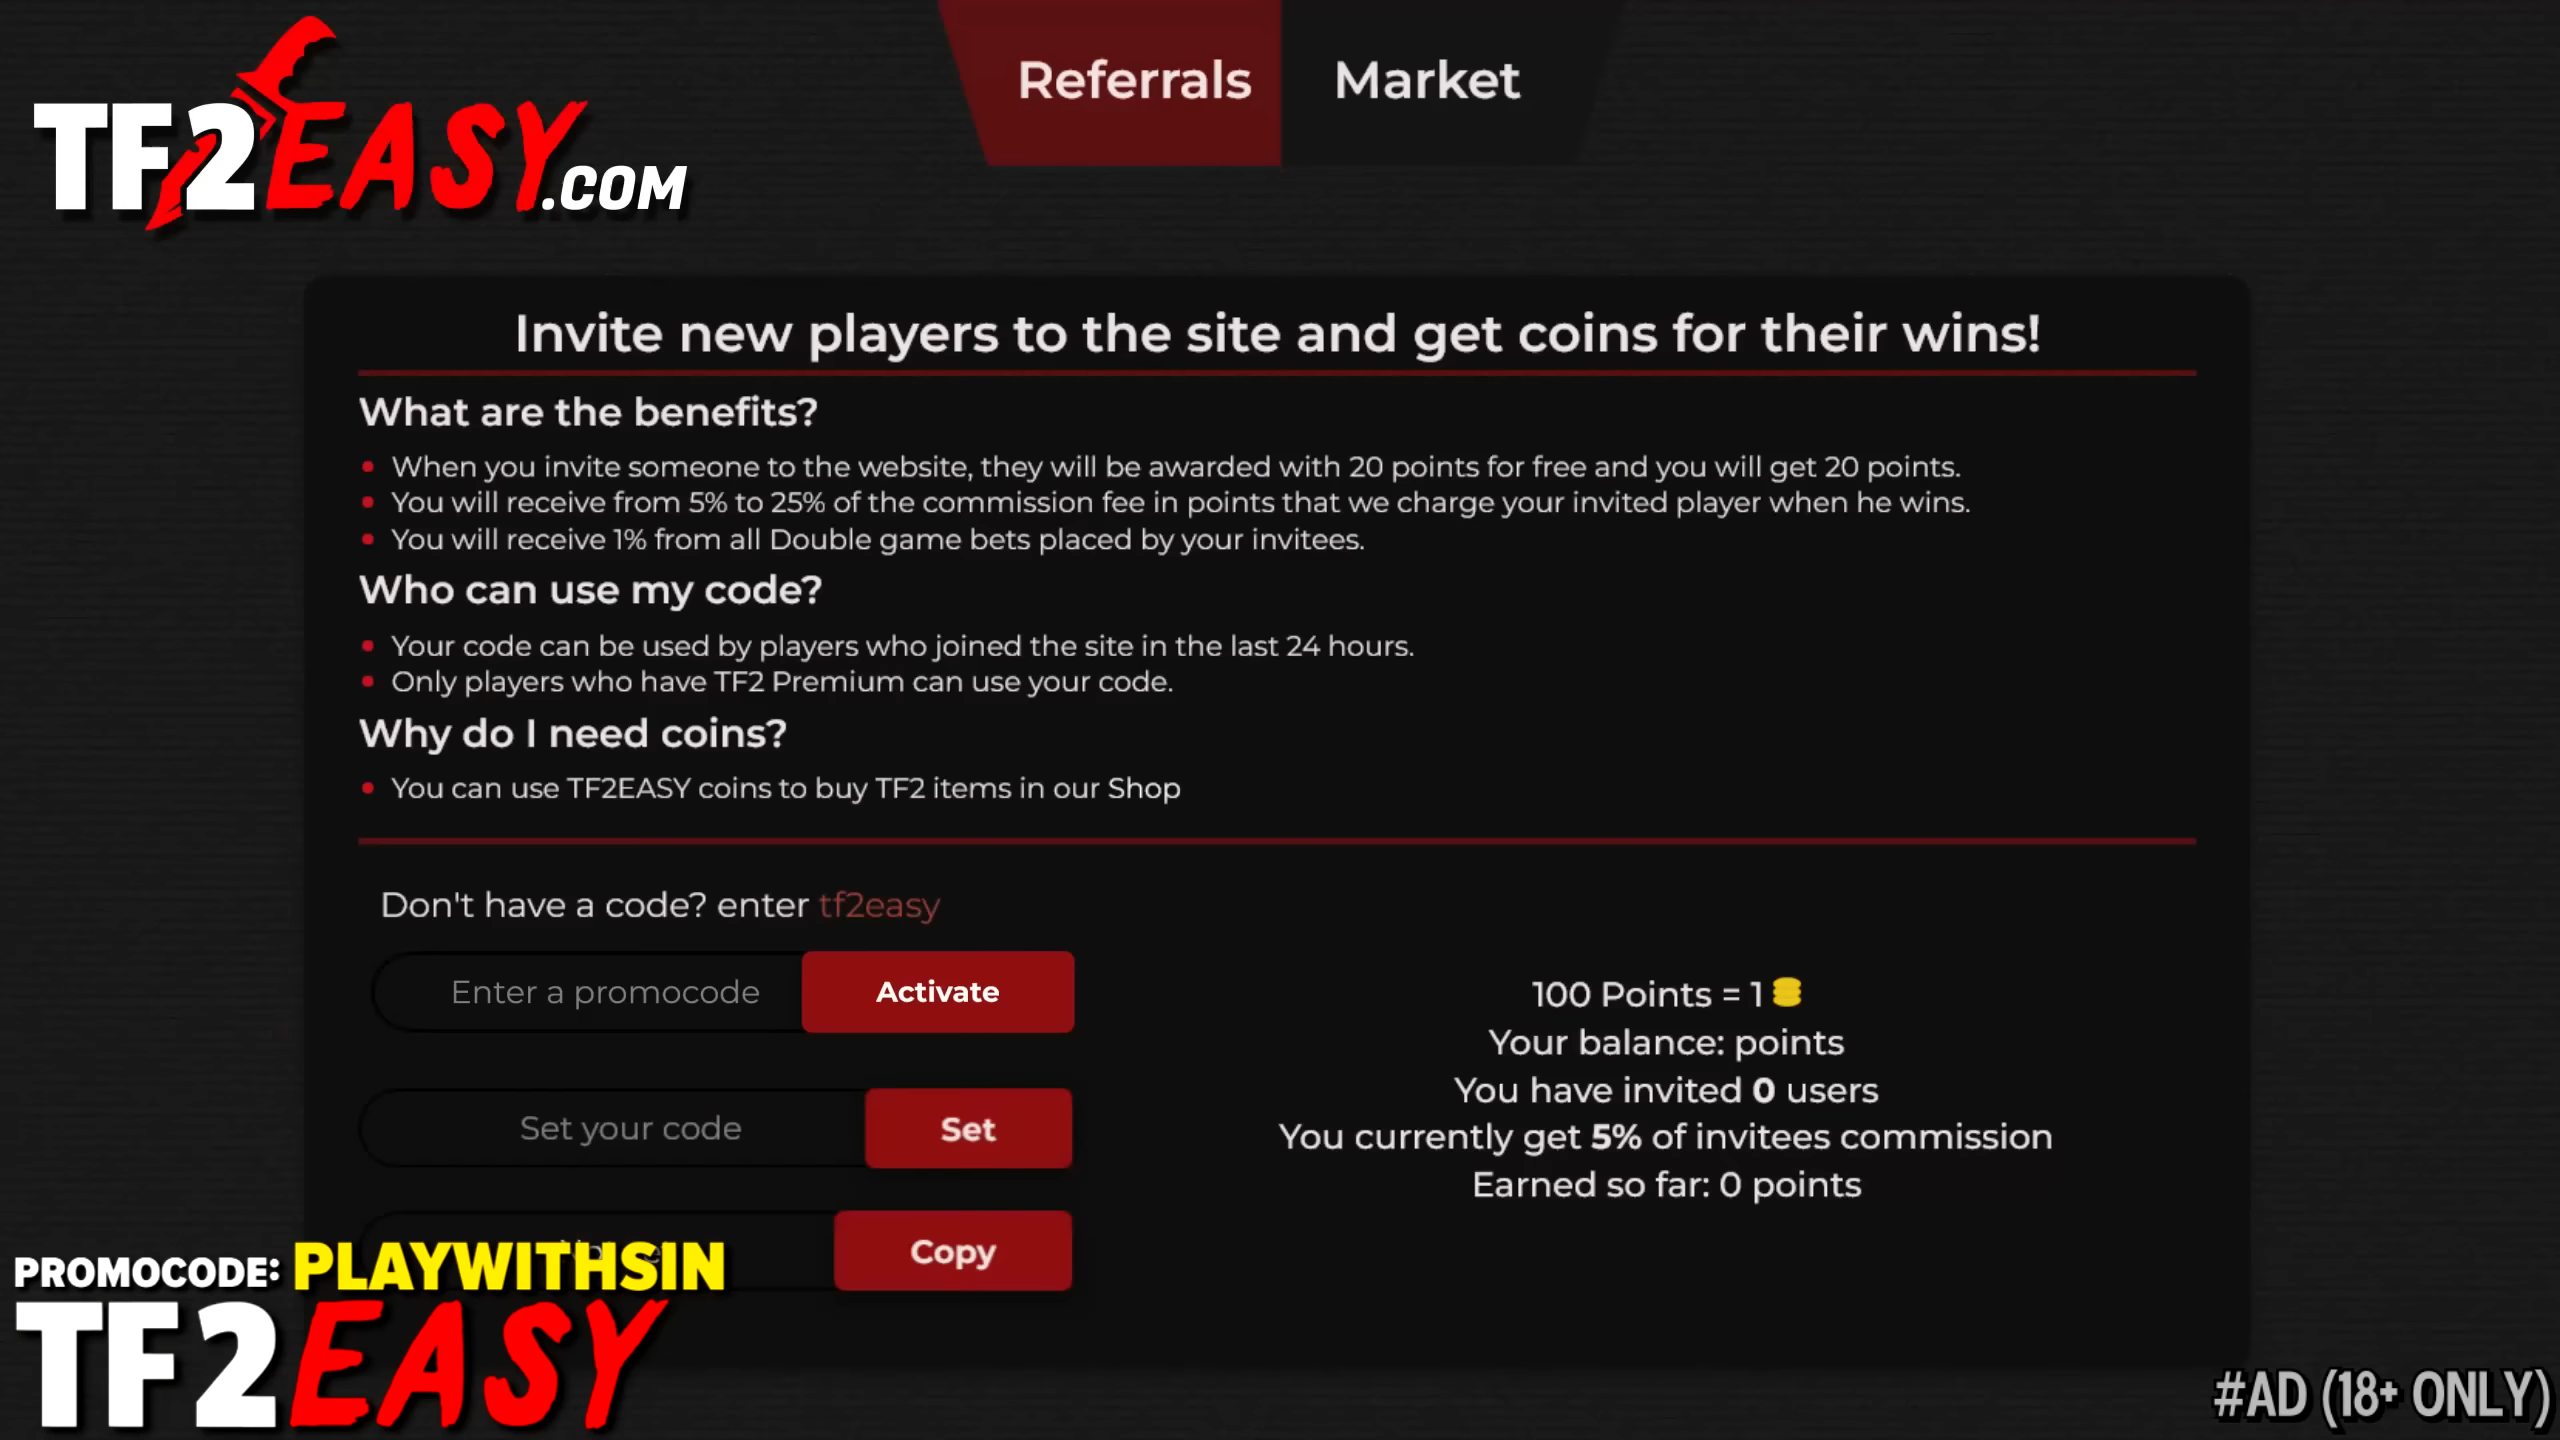 TF2EASY.COM
Referrals
Market
Invite new players to the site and get coins for their wins!
What are the benefits?
When you invite someone to the website, they will be awarded with 20 points for free and you will get 20 points.
You will receive from 5% to 25% of the commission fee in points that we charge your invited player when he wins.
You will receive 1% from all Double game bets placed by your invitees.
Who can use my code?
Your code can be used by players who joined the site in the last 24 hours.
Only players who have TF2 Premium can use your code.
Why do I need coins?
You can use TF2EASY coins to buy TF2 items in our Shop
Don't have a code? enter tf2easy
Enter a promocode
Activate
Set your code
Set
Copy
100 Points = 1
Your balance: points
You have invited 0 users
You currently get 5% of invitees commission
Earned so far: 0 points
PROMOCODE: PLAYWITHSIN
TF2EASY
#AD (18+ ONLY)